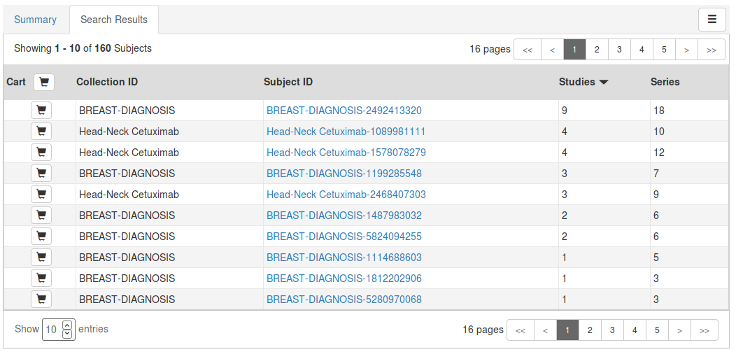 Summary Search Results
Showing 1 - 10 of 160 Subjects 16 pages << < 1 2 3 4 5 > >>
Cart Collection ID Subject ID Studies Series
BREAST-DIAGNOSIS BREAST-DIAGNOSIS-2492413320 9 18
Head-Neck Cetuximab Head-Neck Cetuximab-1089981111 4 10
Head-Neck Cetuximab Head-Neck Cetuximab-1578078279 4 12
BREAST-DIAGNOSIS BREAST-DIAGNOSIS-1199285548 3 7
Head-Neck Cetuximab Head-Neck Cetuximab-2468407303 3 9
BREAST-DIAGNOSIS BREAST-DIAGNOSIS-1487983032 2 6
BREAST-DIAGNOSIS BREAST-DIAGNOSIS-5824094255 2 6
BREAST-DIAGNOSIS BREAST-DIAGNOSIS-1114688603 1 5
BREAST-DIAGNOSIS BREAST-DIAGNOSIS-1812202906 1 3
BREAST-DIAGNOSIS BREAST-DIAGNOSIS-5280970068 1 3
Show 10 entries 16 pages << < 1 2 3 4 5 > >>